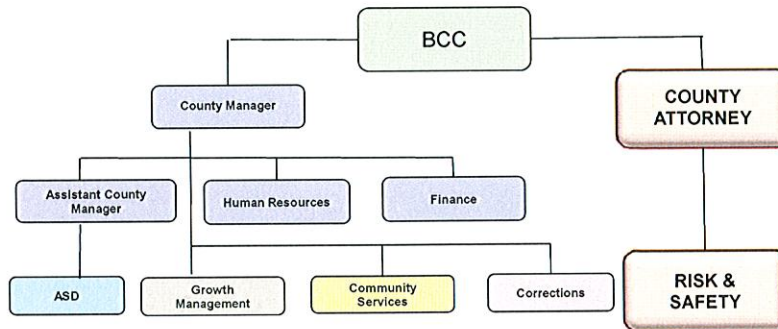 BCC
County Manager
COUNTY
ATTORNEY
Assistant County
Manager
Human Resources
Finance
ASD
Growth
Management
Community
Services
Corrections
RISK &
SAFETY